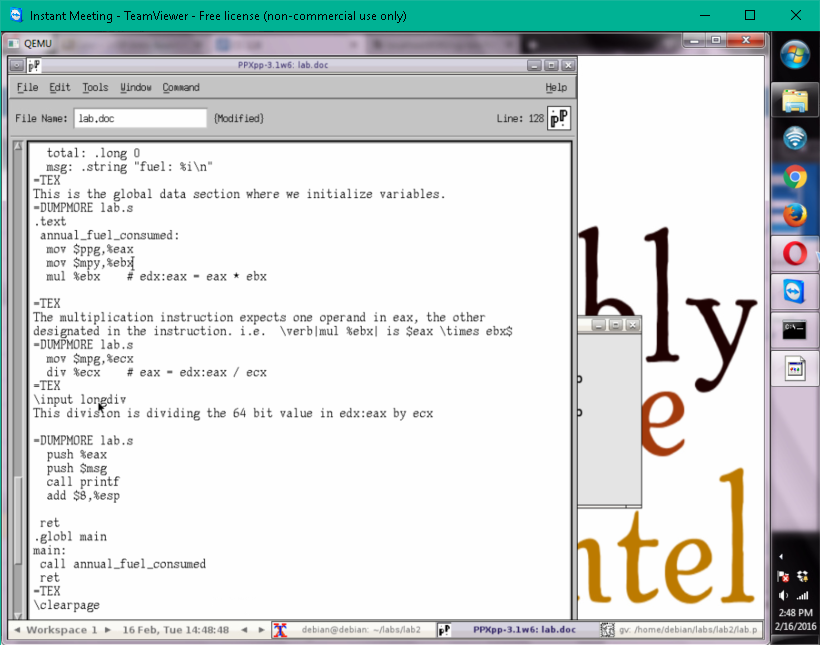 Instant Meeting - TeamViewer - Free license (non-commercial use only)
QEMU
PPXpp-3.1w6: lab.doc
File Edit Tools Window Command Help
File Name: lab.doc (Modified) Line: 128
total: .long 0
msg: .string "fuel: %i\n"
=TEX
This is the global data section where we initialize variables.
=DUMPMORE lab.s
.text
annual_fuel_consumed:
mov $ppg,%eax
mov $mpy,%ebx
mul %ebx # edx:eax = eax * ebx
=TEX
The multiplication instruction expects one operand in eax, the other
designated in the instruction. i.e. \verb|mul %ebx| is $eax \times ebx$
=DUMPMORE lab.s
mov $mpg,%ecx
div %ecx # eax = edx:eax / ecx
=TEX
\input longdiv
This division is dividing the 64 bit value in edx:eax by ecx
=DUMPMORE lab.s
push %eax
push $msg
call printf
add $8,%esp
ret
.globl main
main:
call annual_fuel_consumed
ret
=TEX
\clearpage
bly
e
ntel
Workspace 1 16 Feb, Tue 14:48:48 debian@debian: ~/labs/lab2 PPXpp-3.1w6: lab.doc gv: /home/debian/labs/lab2/lab.p
2:48 PM
2/16/2016